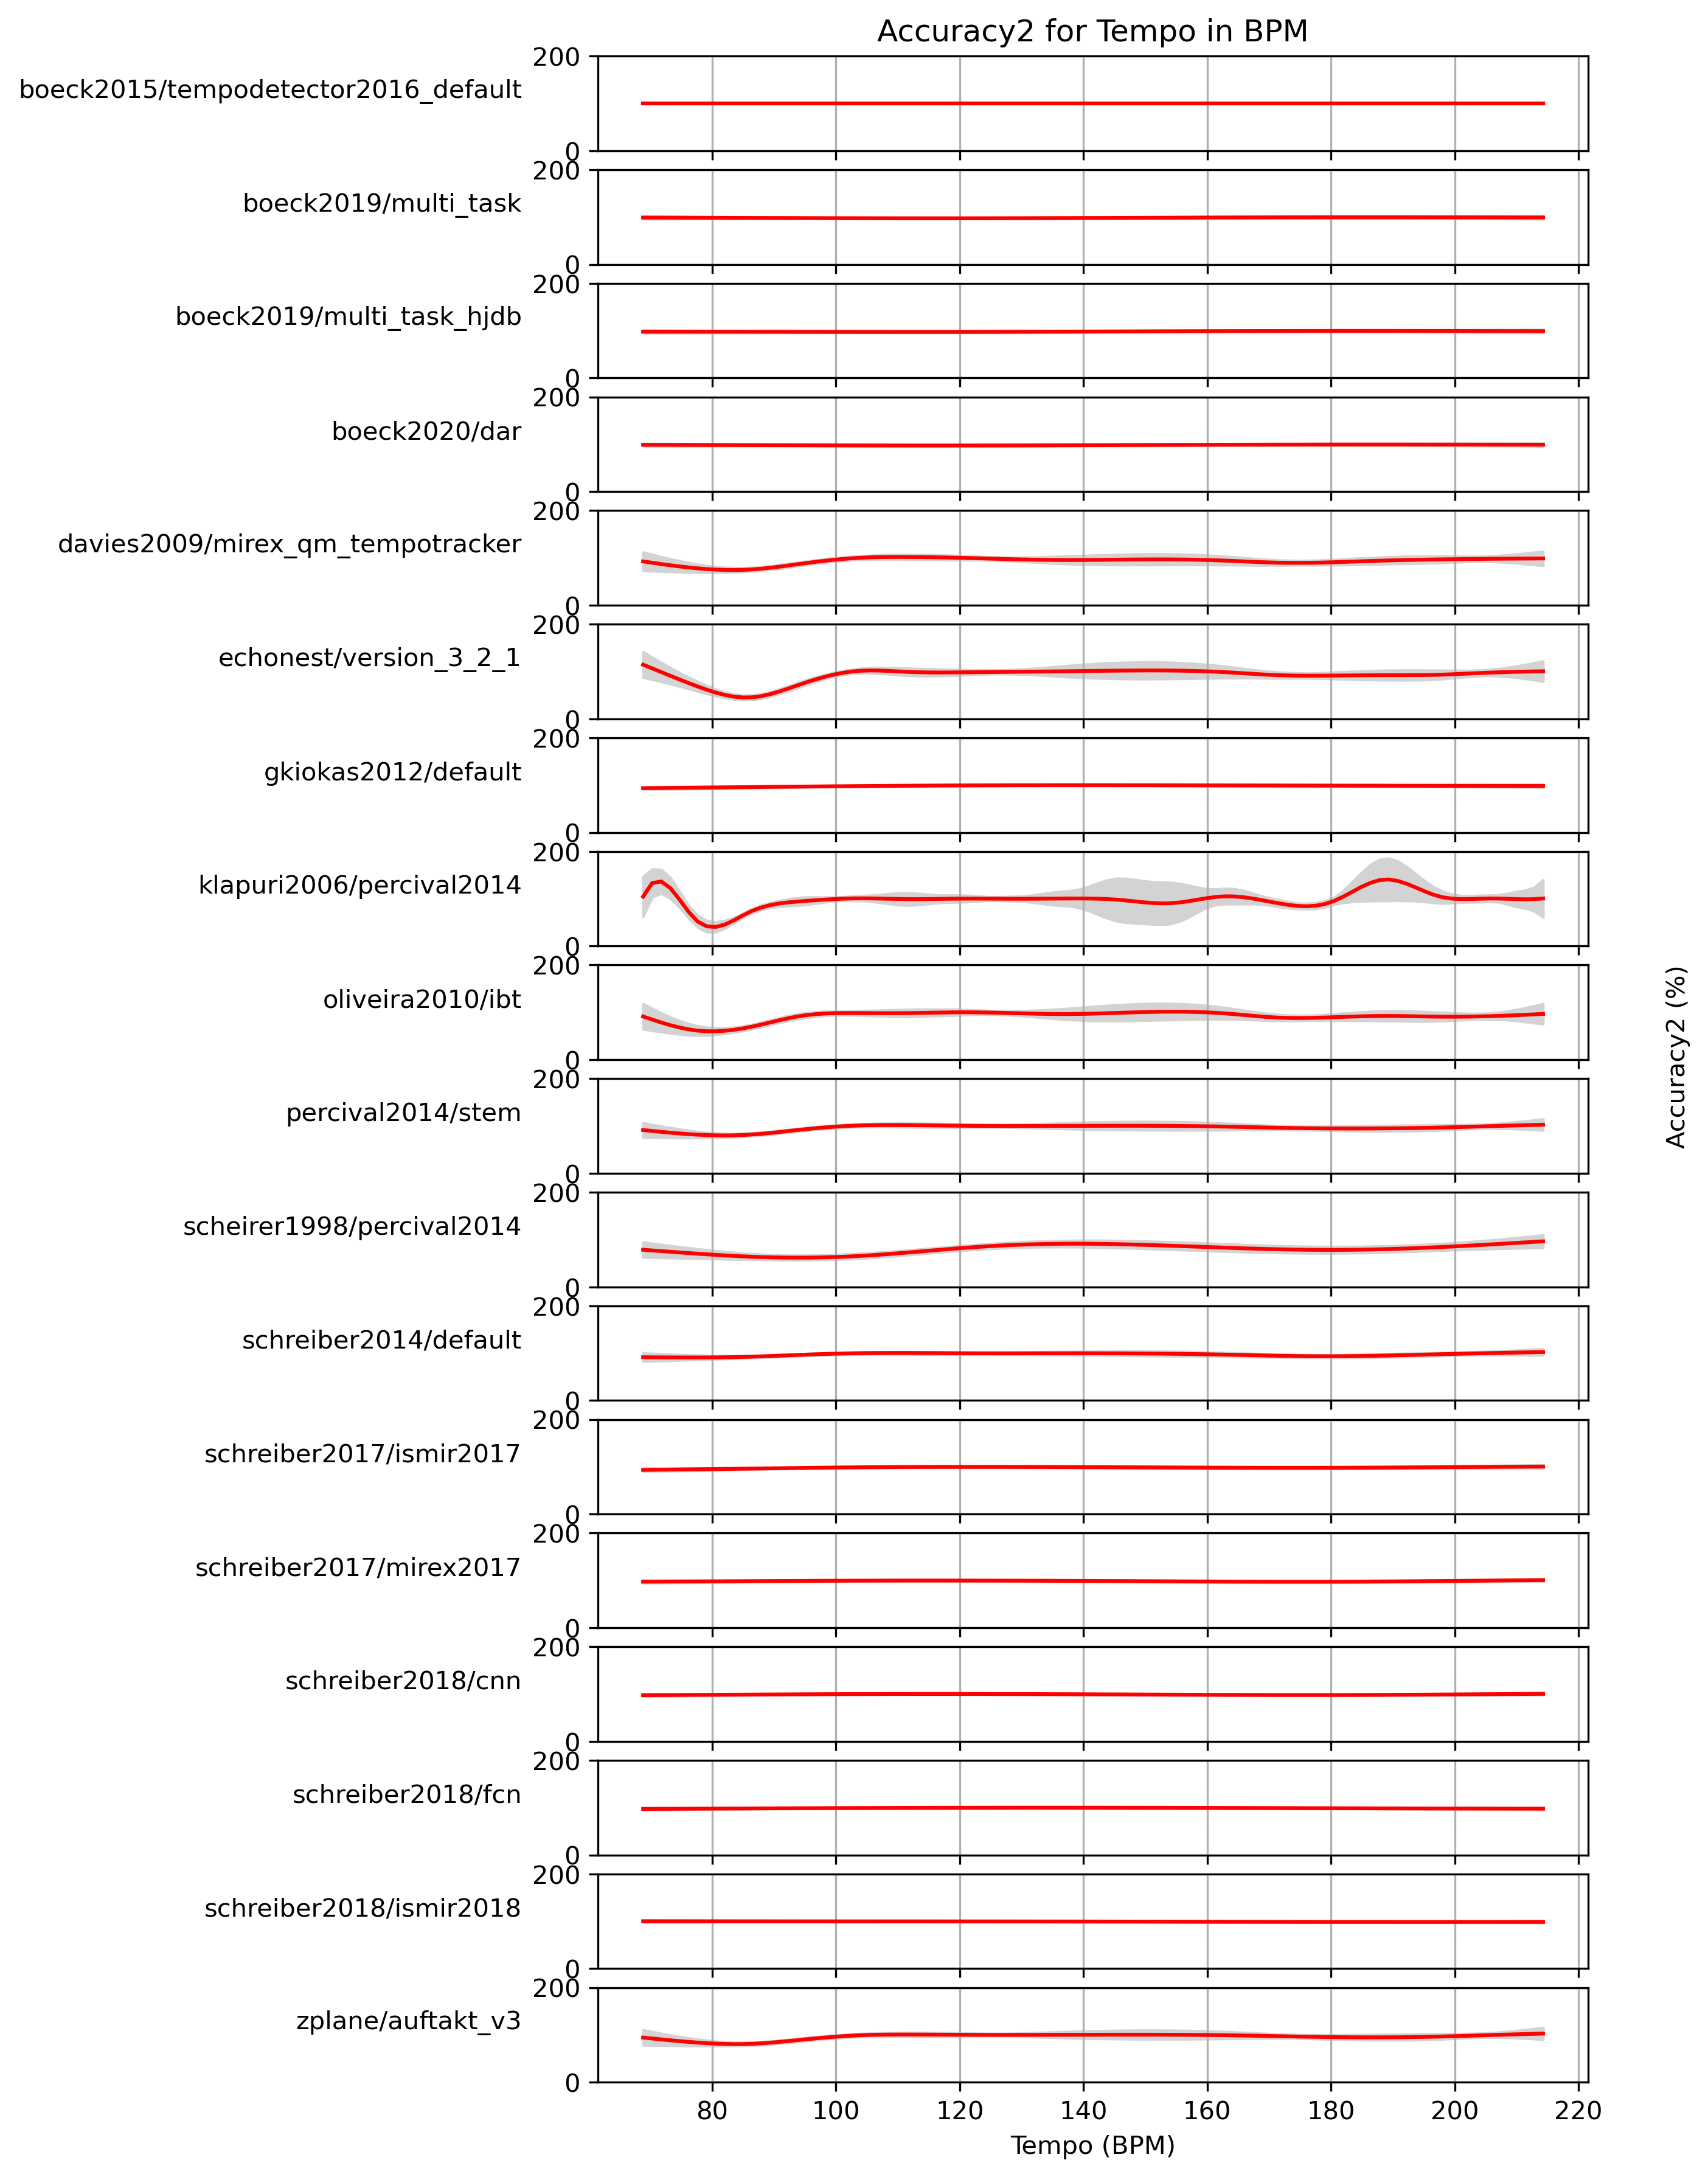 Accuracy2 for Tempo in BPM
200
boeck2015/tempodetector2016_default
0
200
boeck2019/multi_task
0
200
boeck2019/multi_task_hjdb
0
200
boeck2020/dar
0
200
davies2009/mirex_qm_tempotracker
0
200
echonest/version_3_2_1
0
200
gkiokas2012/default
0
200
klapuri2006/percival2014
0
200
oliveira2010/ibt
0
200
percival2014/stem
0
200
scheirer1998/percival2014
0
200
schreiber2014/default
0
200
schreiber2017/ismir2017
0
200
schreiber2017/mirex2017
0
200
schreiber2018/cnn
0
200
schreiber2018/fcn
0
200
schreiber2018/ismir2018
0
200
zplane/auftakt_v3
0
80 100 120 140 160 180 200 220
Tempo (BPM)
Accuracy2 (%)